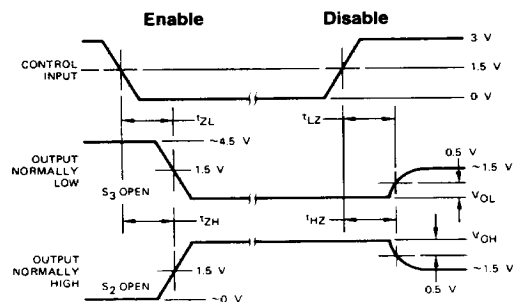 Enable
Disable
CONTROL
INPUT
3 V
1.5 V
0 V
tZL
tLZ
OUTPUT
NORMALLY
LOW
~4.5 V
1.5 V
S3 OPEN
0.5 V
~1.5 V
VOL
tZH
tHZ
OUTPUT
NORMALLY
HIGH
S2 OPEN
1.5 V
~0 V
VOH
~1.5 V
0.5 V